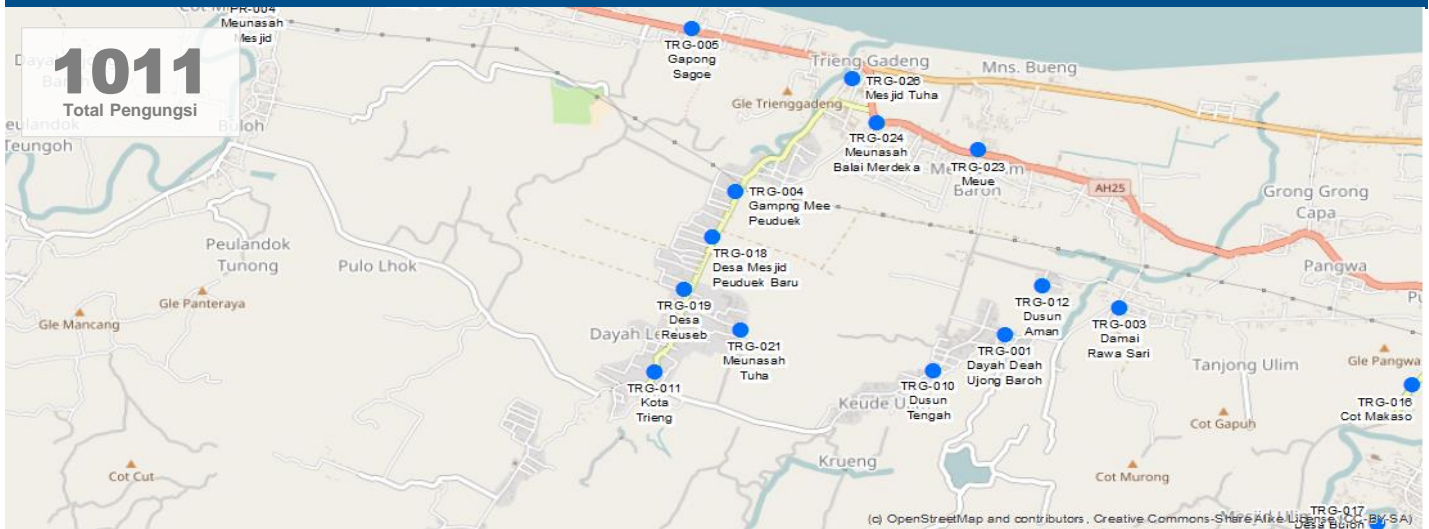 PR-004
Meunasah
Mesjid
1011
Total Pengungsi
Buloh
Teungoh
TRG-005
Gapong
Sagoe
Trieng Gadeng
Mns. Bueng
TRG-026
Mesjid Tuha
Gle Trienggadeng
TRG-024
Meunasah
Balai Merdeka
TRG-023
Meue
Baron
AH25
Grong Grong
Capa
TRG-004
Gampng Mee
Peuduek
Peulandok
Tunong
Pulo Lhok
TRG-018
Desa Mesjid
Peuduek Baru
Pangwa
Gle Panteraya
Gle Mancang
TRG-019
Desa
Reuseb
TRG-012
Dusun
Aman
TRG-003
Damai
Rawa Sari
TRG-021
Meunasah
Tuha
TRG-001
Dayah Deah
Ujong Baroh
Tanjong Ulim
Gle Pangwa
TRG-011
Kota
Trieng
TRG-010
Dusun
Tengah
TRG-016
Cot Makaso
Cot Gapuh
Krueng
Cot Cut
Cot Murong
TRG-017
(c) OpenStreetMap and contributors, Creative Commons-Share Alike License (CC-BY-SA)